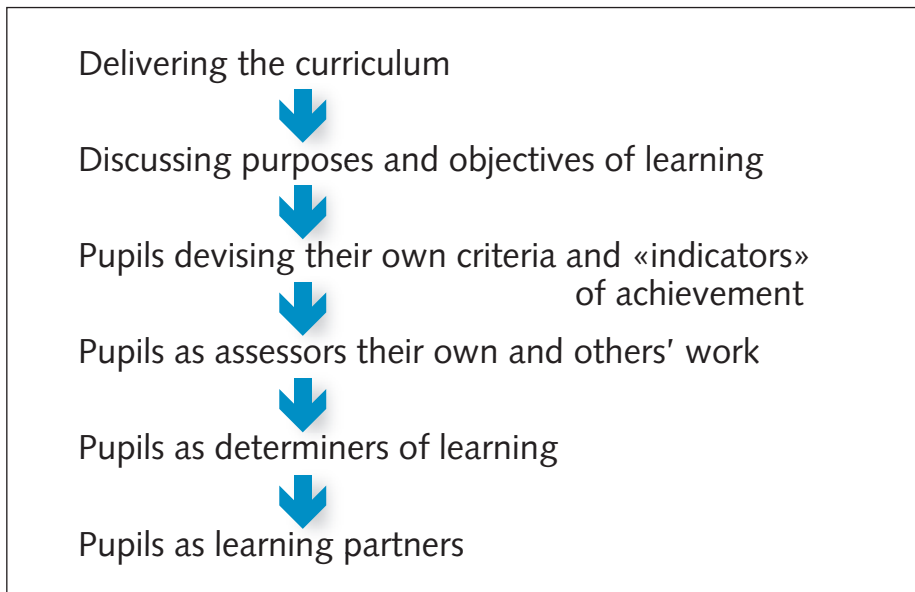 Delivering the curriculum
Discussing purposes and objectives of learning
Pupils devising their own criteria and «indicators»
of achievement
Pupils as assessors their own and others’ work
Pupils as determiners of learning
Pupils as learning partners